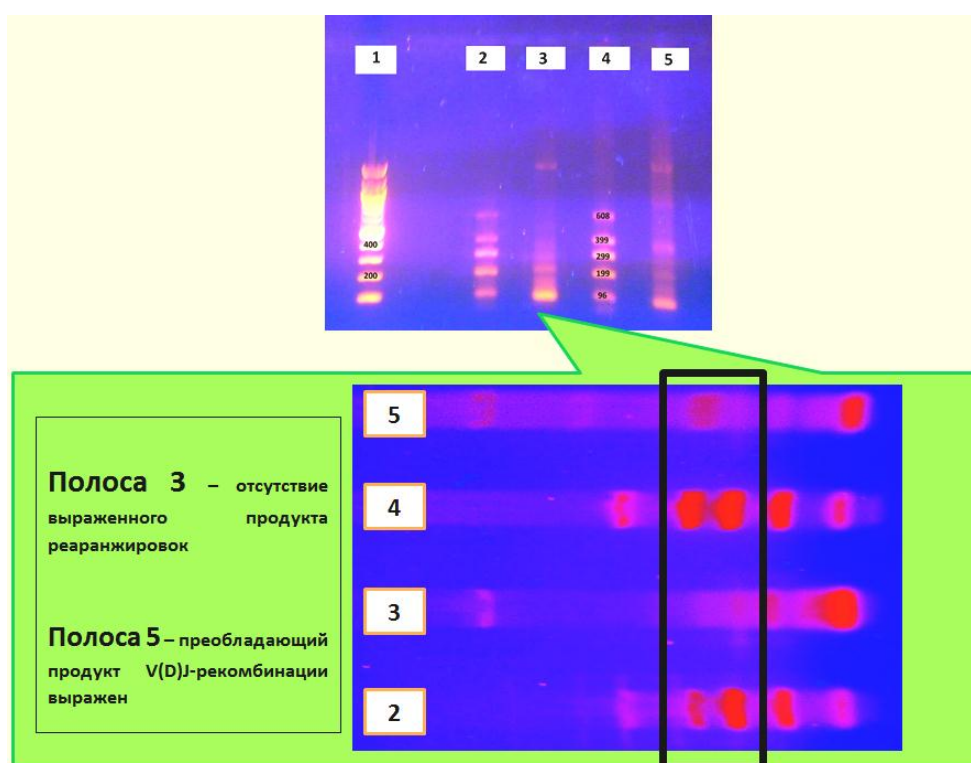 1 2 3 4 5
608
399
400
299
200
199
96
5
4
Полоса 3 – отсутствие
выраженного продукта
реаранжировок
3
Полоса 5 – преобладающий
продукт V(D)J-рекомбинации
выражен
2